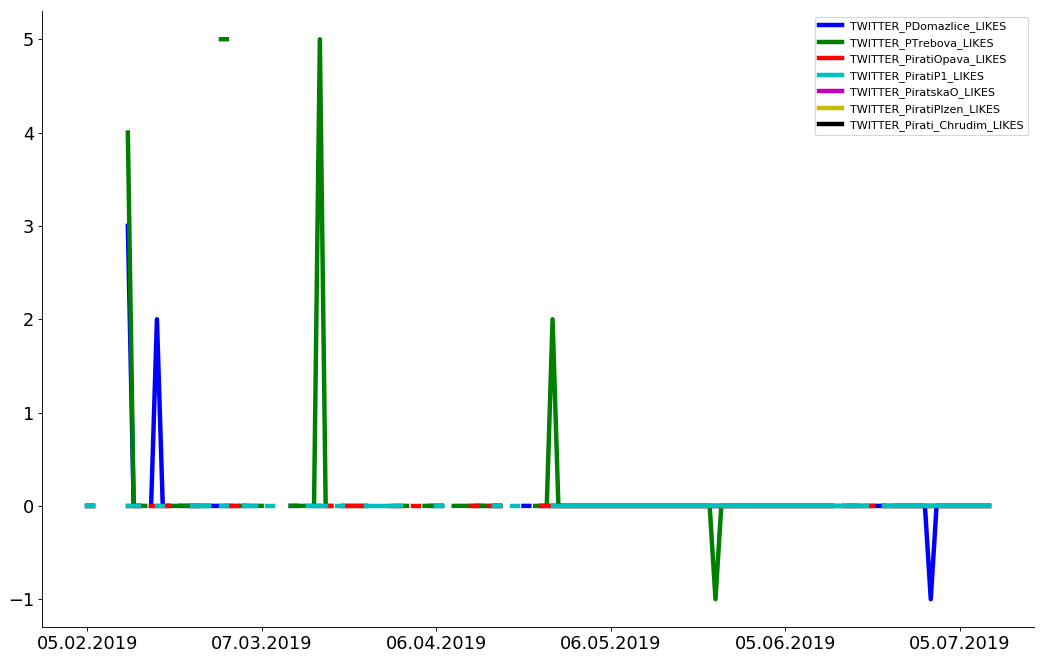 5
4
3
2
1
0
−1
05.02.2019
07.03.2019
06.04.2019
06.05.2019
05.06.2019
05.07.2019
TWITTER_PDomazlice_LIKES
TWITTER_PTrebova_LIKES
TWITTER_PiratiOpava_LIKES
TWITTER_PiratiP1_LIKES
TWITTER_PiratskaO_LIKES
TWITTER_PiratiPlzen_LIKES
TWITTER_Pirati_Chrudim_LIKES